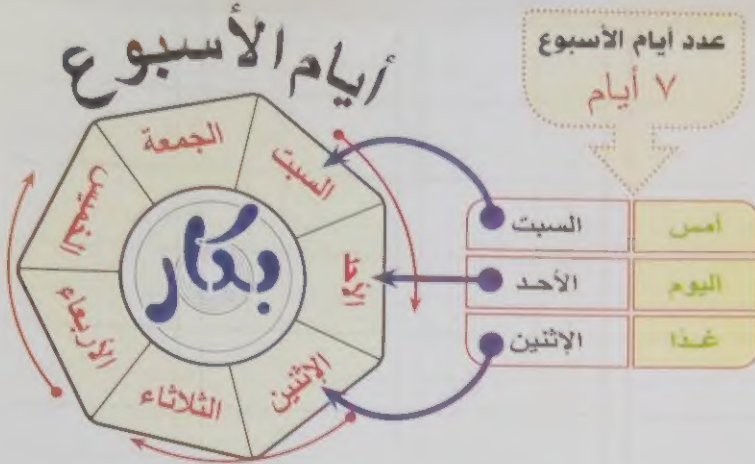 أيام الأسبوع
عدد أيام الأسبوع
٧ أيام
أمس السبت
اليوم الأحد
غدًا الإثنين
السبت
الأحد
الإثنين
الثلاثاء
الأربعاء
الخميس
الجمعة
بكار